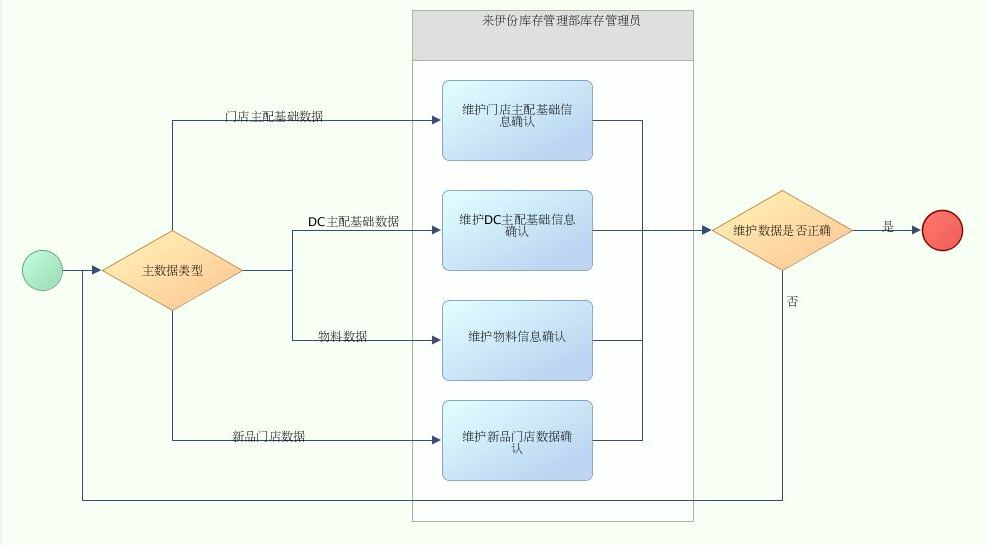 来伊份库存管理部库存管理员
门店主配基础数据
维护门店主配基础信
息确认
DC主配基础数据
维护DC主配基础信息
确认
主数据类型
维护数据是否正确
是
否
物料数据
维护物料信息确认
新品门店数据
维护新品门店数据确
认